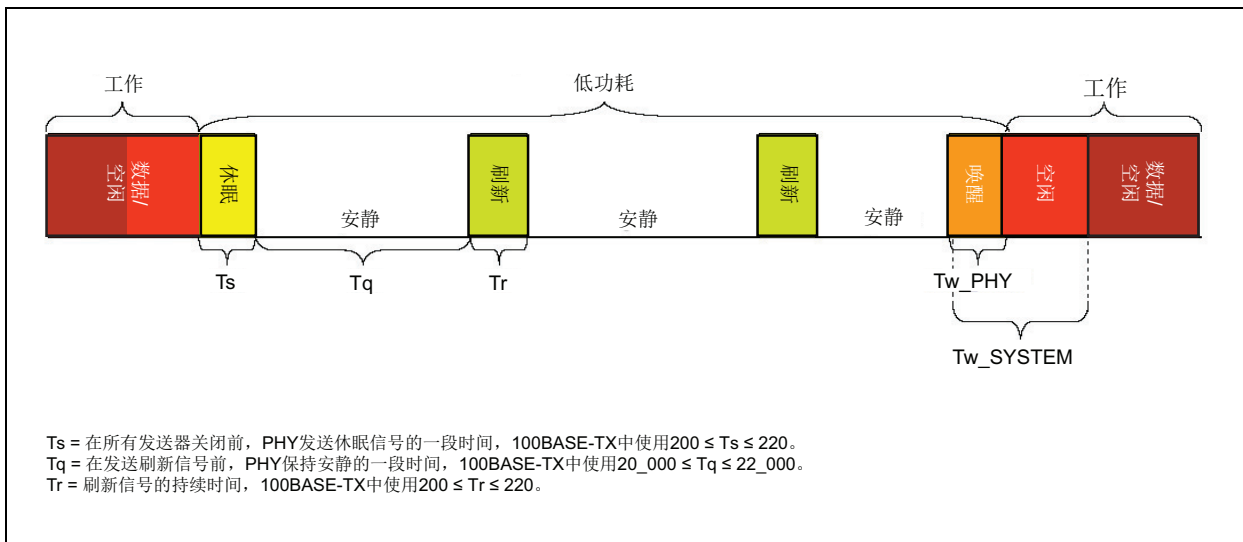 工作
低功耗
工作
数据/
空闲
休眠
安静
刷新
安静
刷新
安静
唤醒
空闲
数据/
空闲
Ts
Tq
Tr
Tw_PHY
Tw_SYSTEM
Ts = 在所有发送器关闭前，PHY发送休眠信号的一段时间，100BASE-TX中使用200 ≤ Ts ≤ 220。
Tq = 在发送刷新信号前，PHY保持安静的一段时间，100BASE-TX中使用20_000 ≤ Tq ≤ 22_000。
Tr = 刷新信号的持续时间，100BASE-TX中使用200 ≤ Tr ≤ 220。